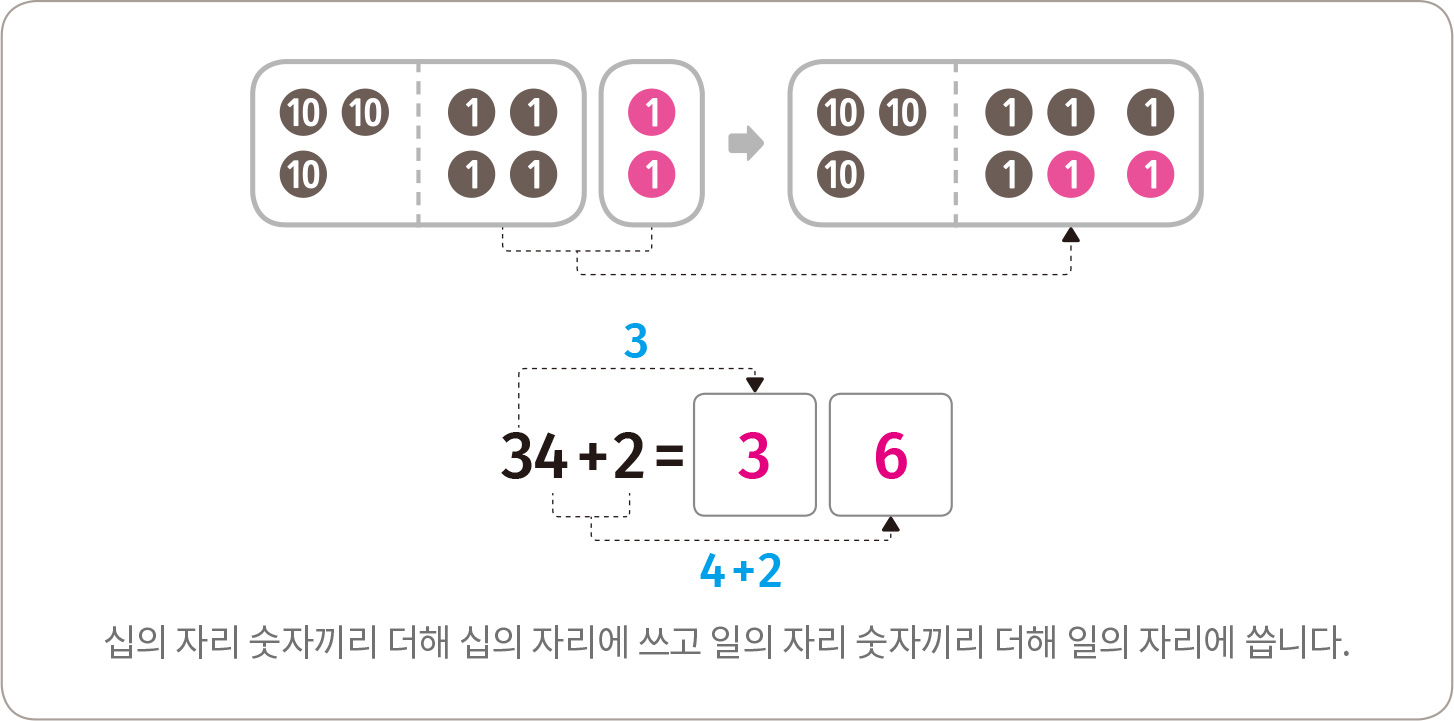 10 10 1 1 1 10 10 1 1 1
10 1 1 1 10 1 1 1
3
34+2= 3 6
4+2
십의 자리 숫자끼리 더해 십의 자리에 쓰고 일의 자리 숫자끼리 더해 일의 자리에 씁니다.